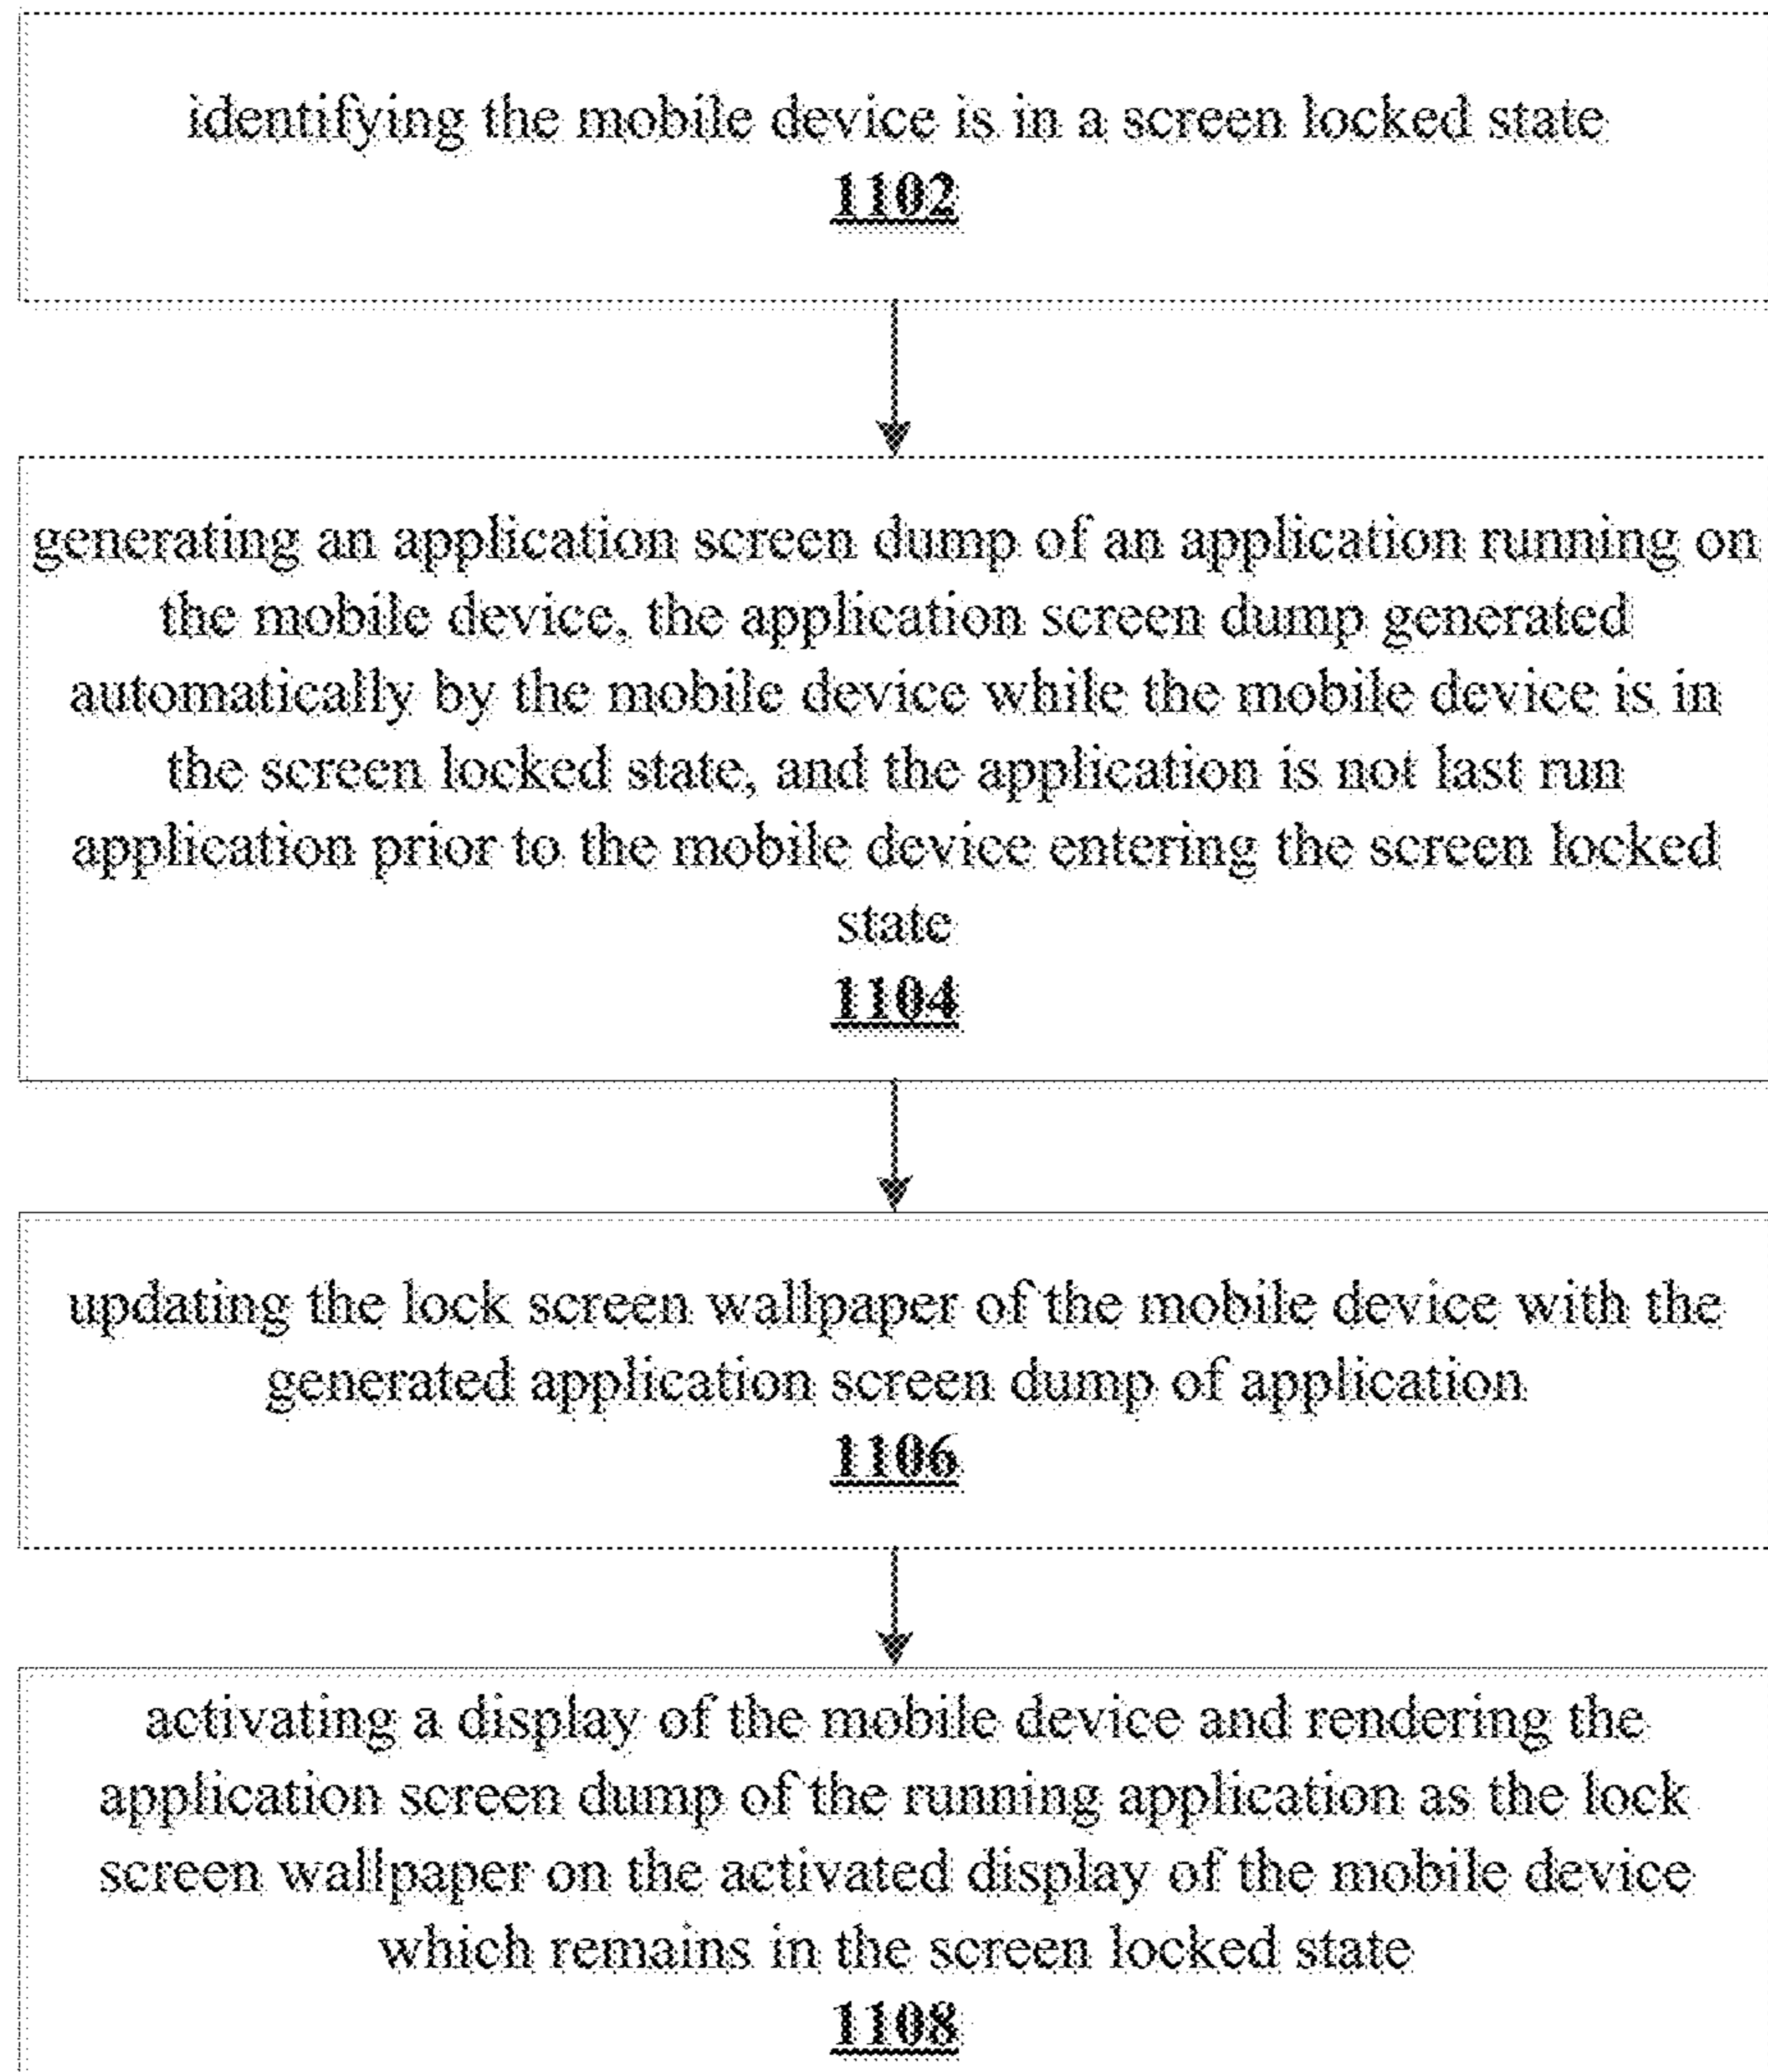 identifying the mobile device is in a screen locked state
1102
generating an application screen dump of an application running on
the mobile device, the application screen dump generated
automatically by the mobile device while the mobile device is in
the screen locked state, and the application is not last run
application prior to the mobile device entering the screen locked
state
1104
updating the lock screen wallpaper of the mobile device with the
generated application screen dump of application
1106
activating a display of the mobile device and rendering the
application screen dump of the running application as the lock
screen wallpaper on the activated display of the mobile device
which remains in the screen locked state
1108